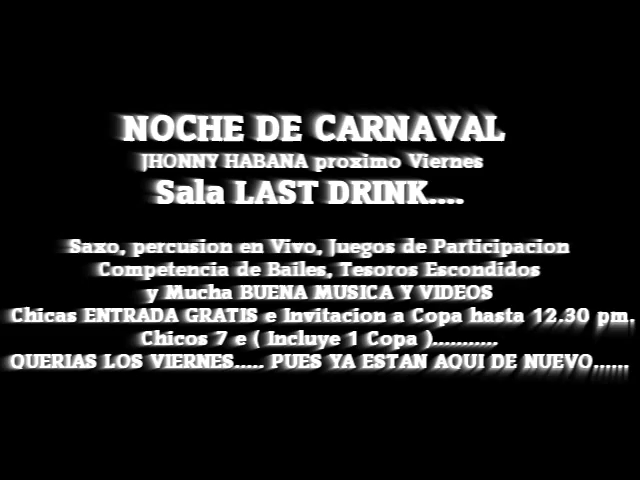 NOCHE DE CARNAVAL
JHONNY HABANA proximo Viernes
Sala LAST DRINK....
Saxo, percusion en Vivo, Juegos de Participacion
Competencia de Bailes, Tesoros Escondidos
y Mucha BUENA MUSICA Y VIDEOS
Chicas ENTRADA GRATIS e Invitacion a Copa hasta 12,30 pm.
Chicos 7 e ( Incluye 1 Copa )...........
QUERIAS LOS VIERNES..... PUES YA ESTAN AQUI DE NUEVO......